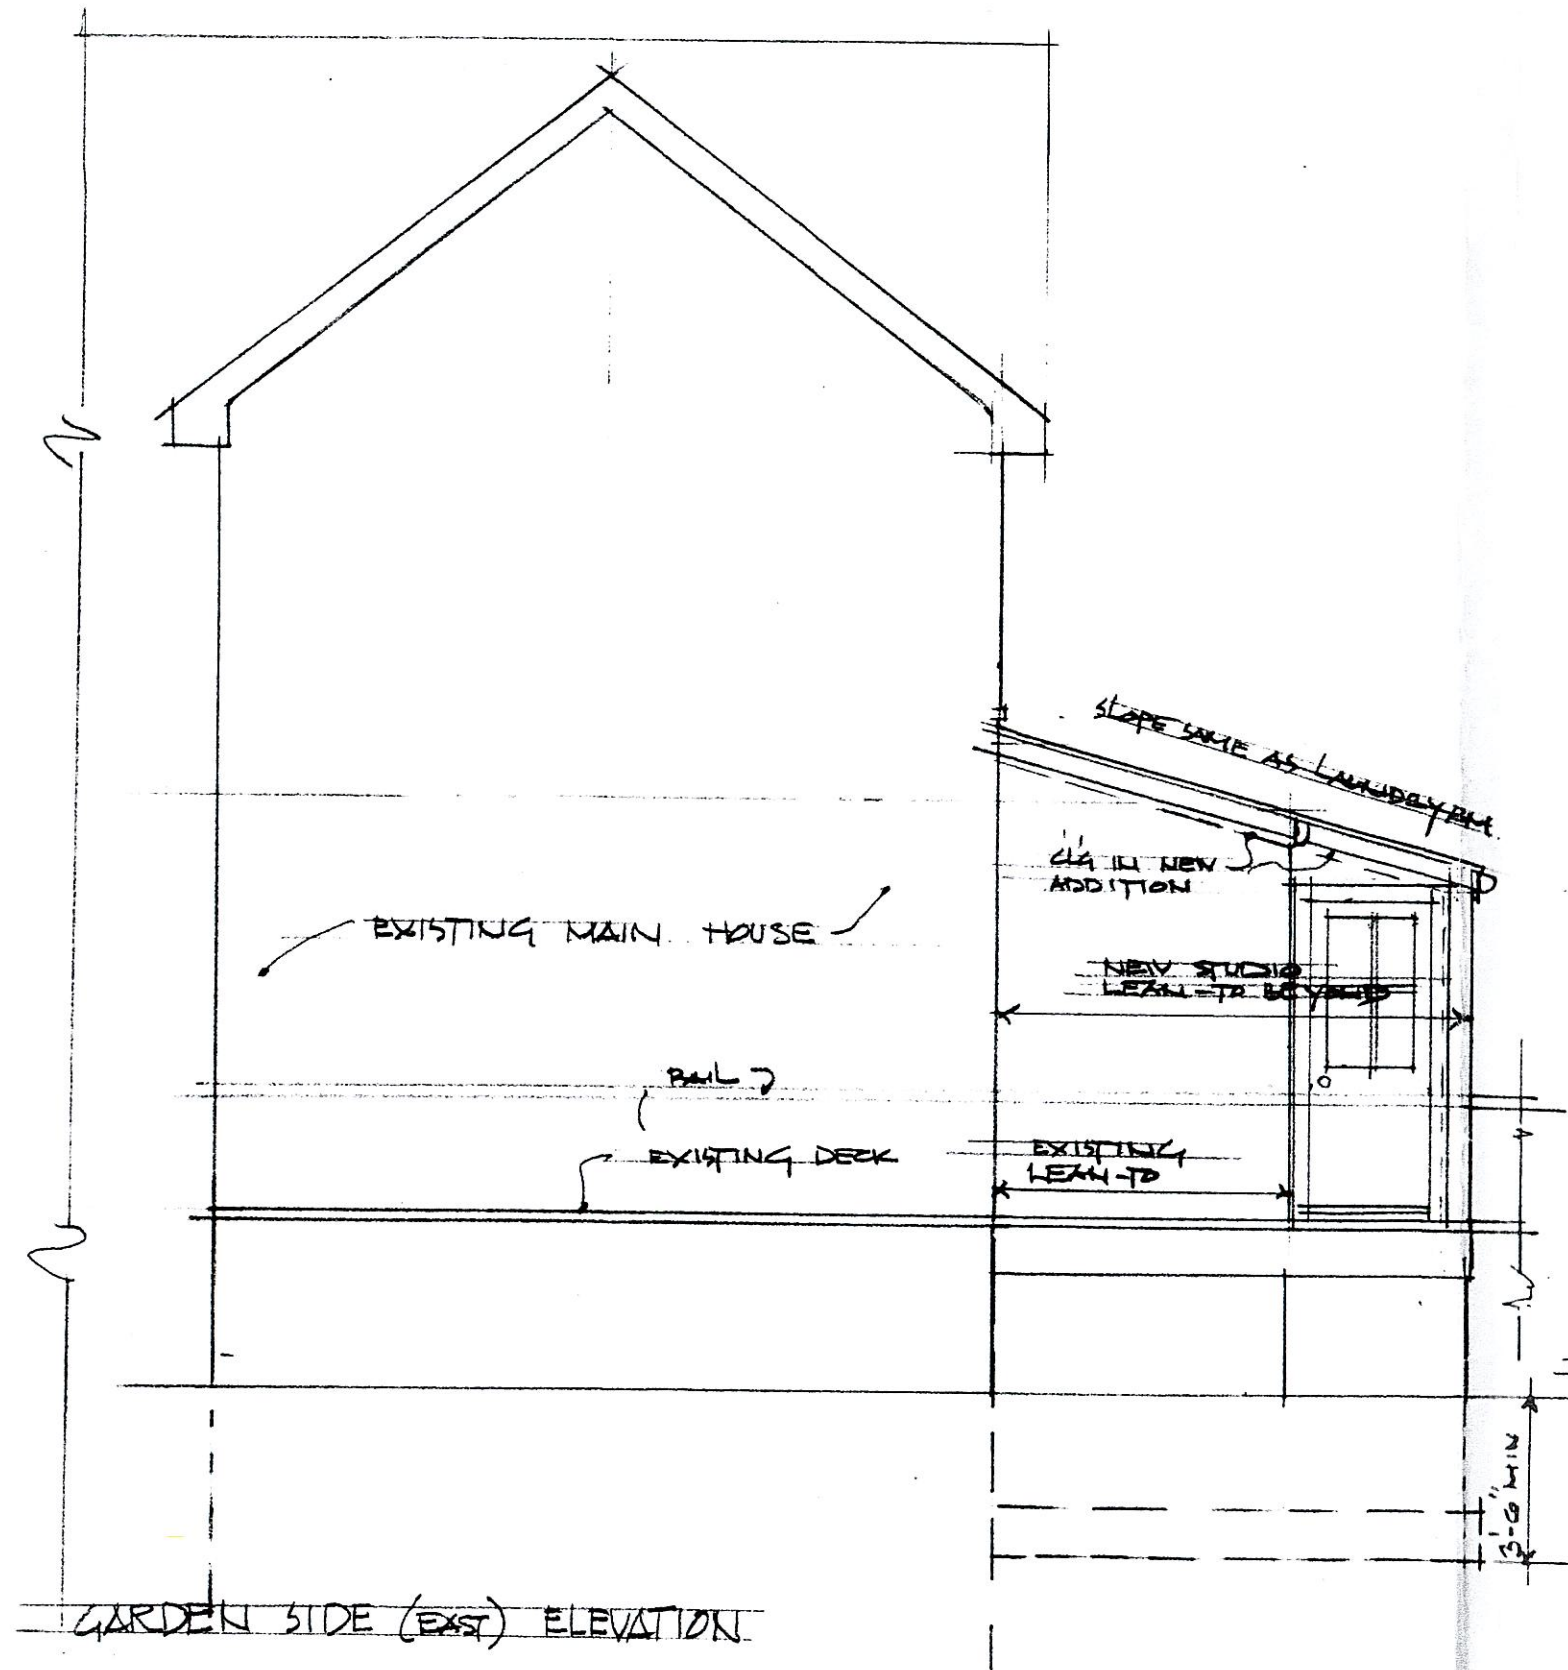 SLOPE SAME AS LAUNDRY RM
CLG IN NEW
ADDITION
EXISTING MAIN HOUSE
NEW STUDIO
LEAN-TO BEYOND
RAIL
EXISTING DECK
EXISTING
LEAN-TO
3'-6" MIN
GARDEN SIDE (EAST) ELEVATION